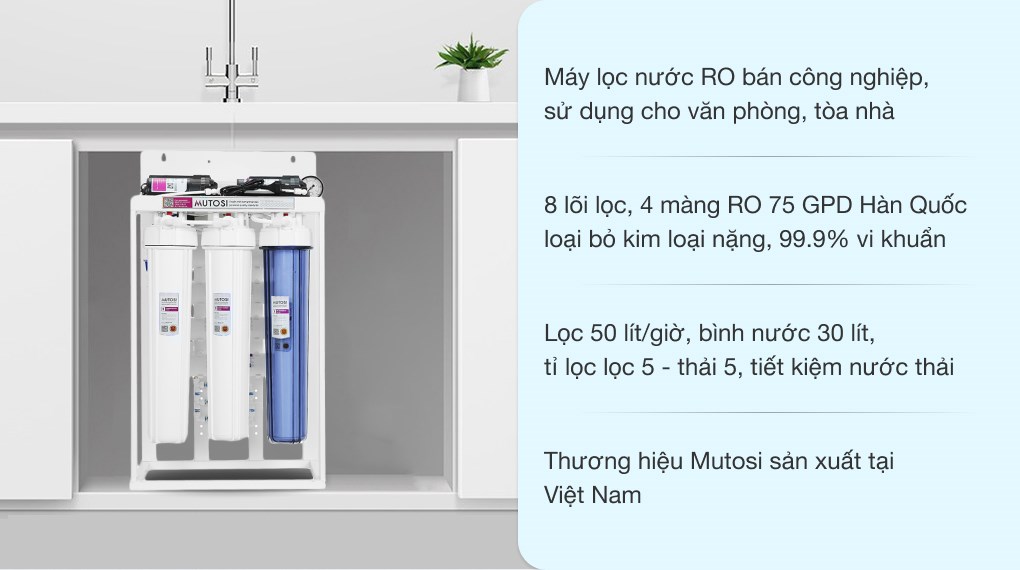 MUTOSI
MUTOSI
MUTOSI
MUTOSI
Máy lọc nước RO bán công nghiệp,
sử dụng cho văn phòng, tòa nhà
8 lõi lọc, 4 màng RO 75 GPD Hàn Quốc
loại bỏ kim loại nặng, 99.9% vi khuẩn
Lọc 50 lít/giờ, bình nước 30 lít,
tỉ lọc lọc 5 - thải 5, tiết kiệm nước thải
Thương hiệu Mutosi sản xuất tại
Việt Nam